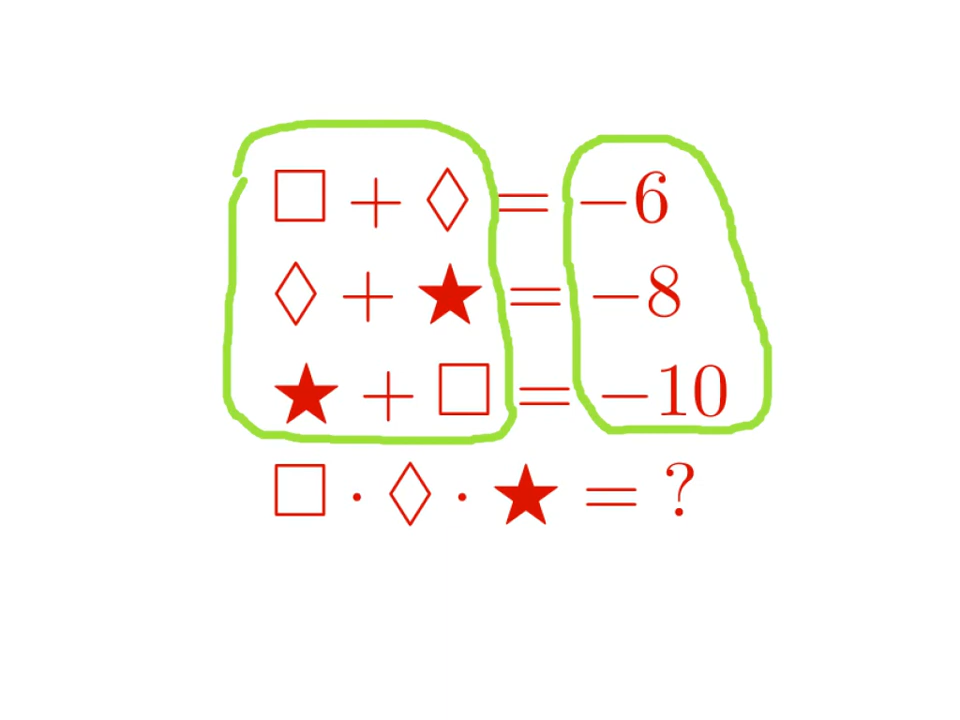 □ + ◇ = −6
◇ + ★ = −8
★ + □ = −10
□ · ◇ · ★ = ?